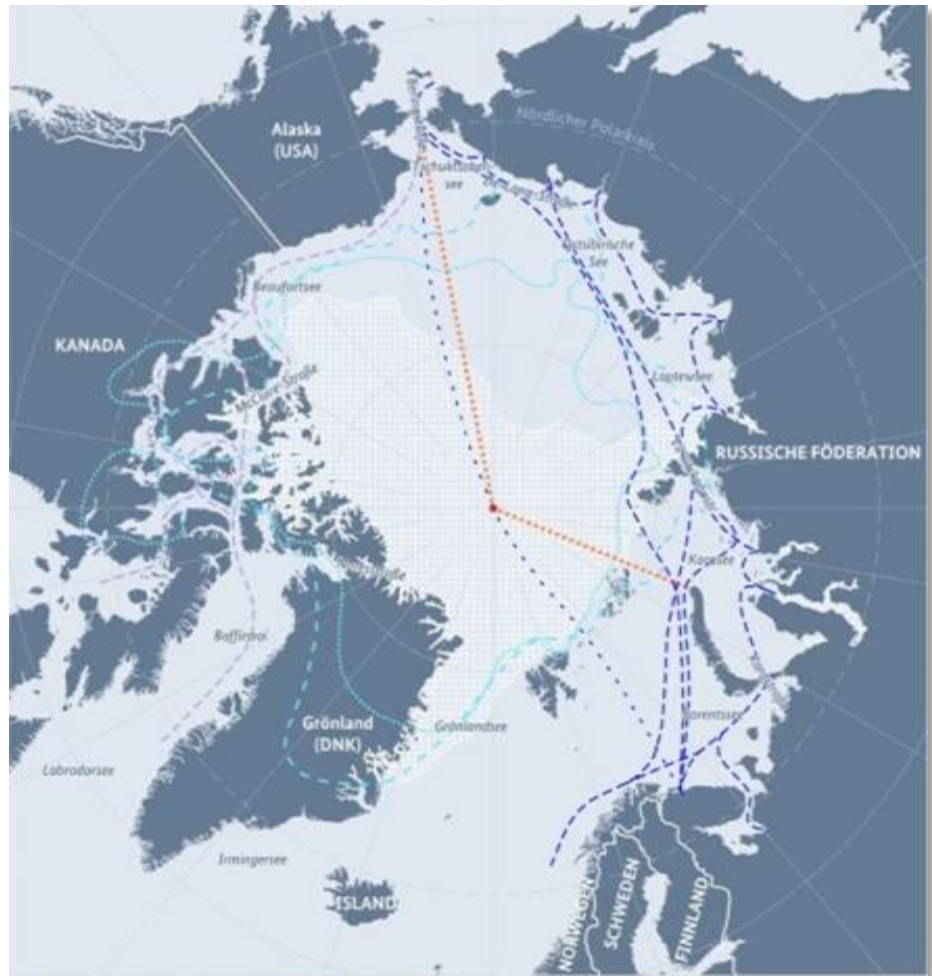 Nördlicher Polarkreis
Alaska
(USA)
see
Ostsibirische
See
Beaufortsee
KANADA
McClure-Straße
Laptewsee
RUSSISCHE FÖDERATION
Karasee
Baffinbai
Grönland
(DNK)
Grönlandsee
Barentssee
Labradorsee
Irmingersee
ISLAND
NORWEGEN
SCHWEDEN
FINNLAND